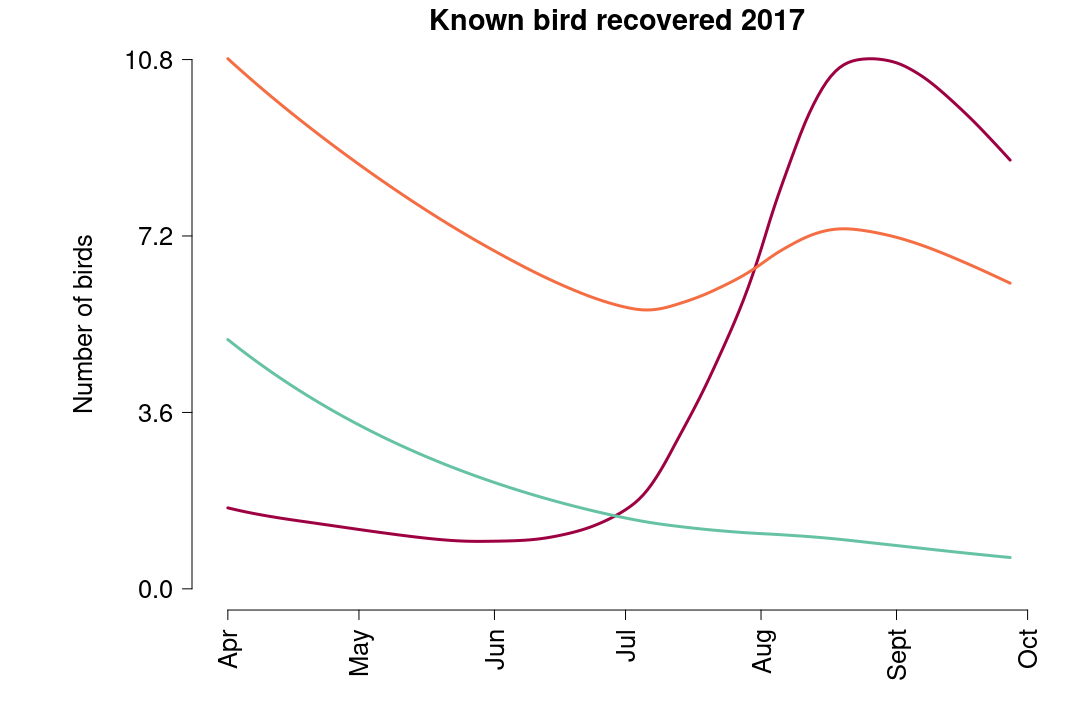 Known bird recovered 2017
Number of birds
10.8
7.2
3.6
0.0
Apr
May
Jun
Jul
Aug
Sept
Oct